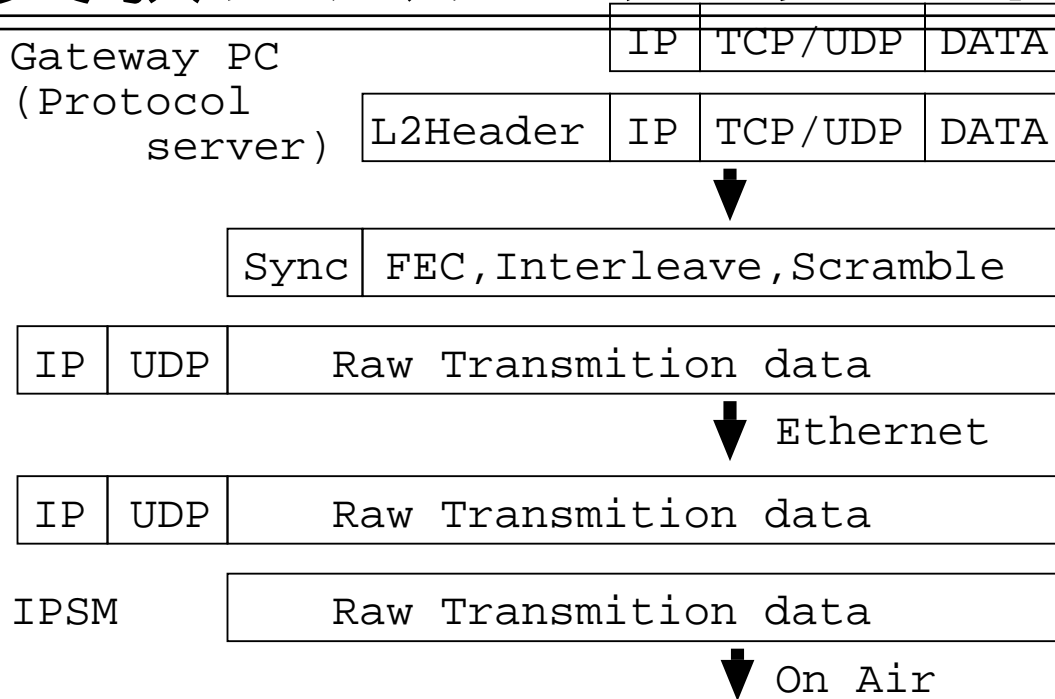 IP TCP/UDP DATA
Gateway PC
(Protocol
server)
L2Header IP TCP/UDP DATA
Sync FEC,Interleave,Scramble
IP UDP Raw Transmition data
Ethernet
IP UDP Raw Transmition data
IPSM Raw Transmition data
On Air